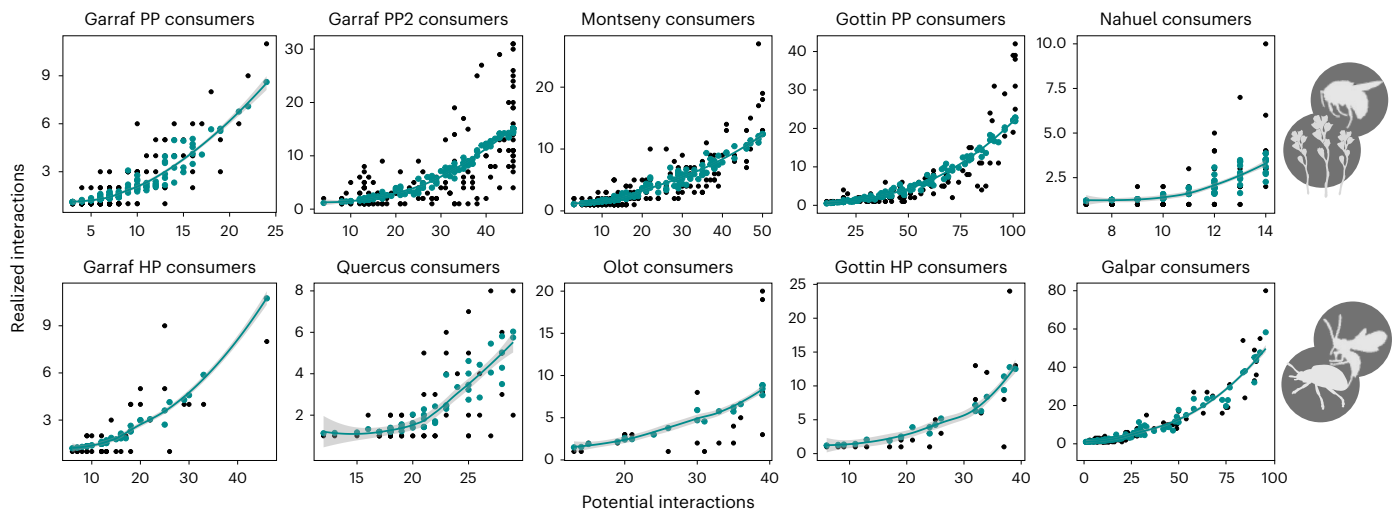 Garraf PP consumers
Garraf PP2 consumers
Montseny consumers
Gottin PP consumers
Nahuel consumers
9
6
3
5 10 15 20 25
30
20
10
0
10 20 30 40
20
10
0
10 20 30 40 50
40
30
20
10
0
25 50 75 100
10.0
7.5
5.0
2.5
8 10 12 14
Realized interactions
Garraf HP consumers
Quercus consumers
Olot consumers
Gottin HP consumers
Galpar consumers
9
6
3
10 20 30 40
8
6
4
2
15 20 25
20
15
10
5
0
20 30 40
25
20
15
10
5
0
10 20 30 40
80
60
40
20
0
0 25 50 75 100
Potential interactions